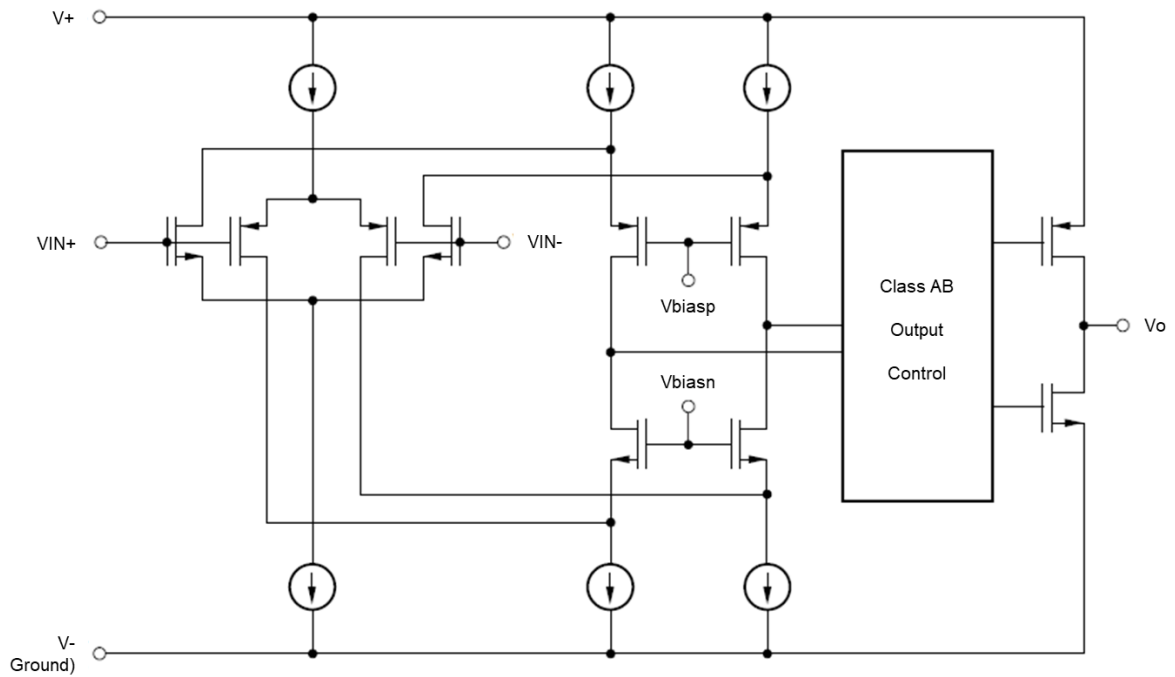 V+
VIN+
VIN-
Vbiasp
Vbiasn
Class AB
Output
Control
Vo
V-
Ground)